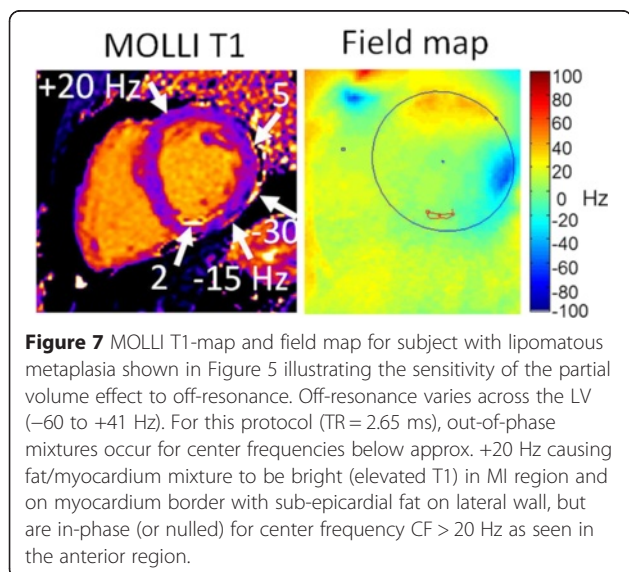 MOLLI T1 Field map
+20 Hz
5
-30
2 -15 Hz
100
80
60
40
20
0
-20
-40
-60
-80
-100
Hz
Figure 7 MOLLI T1-map and field map for subject with lipomatous
metaplasia shown in Figure 5 illustrating the sensitivity of the partial
volume effect to off-resonance. Off-resonance varies across the LV
(−60 to +41 Hz). For this protocol (TR = 2.65 ms), out-of-phase
mixtures occur for center frequencies below approx. +20 Hz causing
fat/myocardium mixture to be bright (elevated T1) in MI region and
on myocardium border with sub-epicardial fat on lateral wall, but
are in-phase (or nulled) for center frequency CF > 20 Hz as seen in
the anterior region.